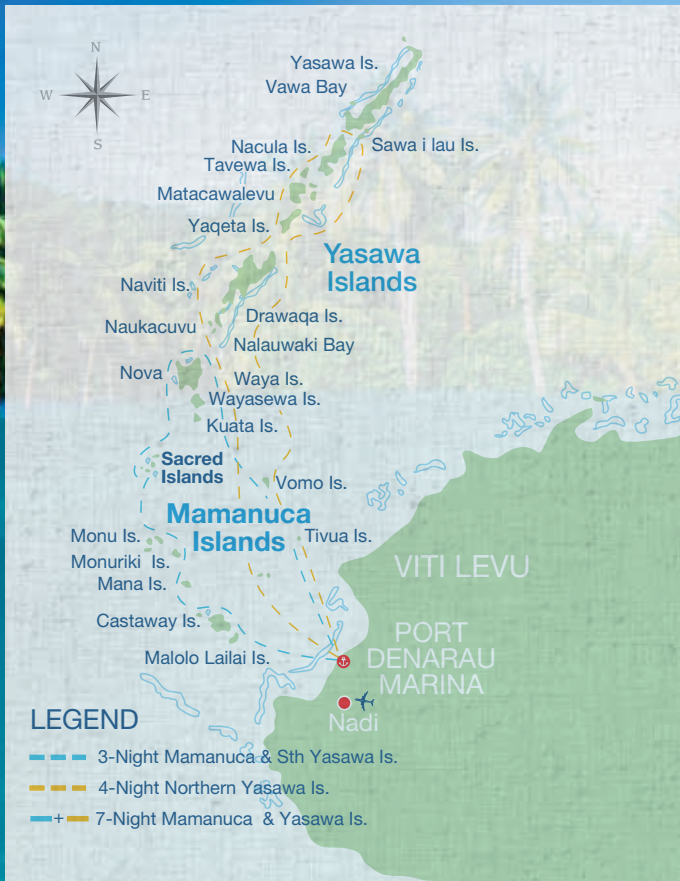 N
W
E
S
Yasawa Is.
Vawa Bay
Nacula Is.
Sawa i lau Is.
Tavewa Is.
Matacawalevu
Yaqeta Is.
Yasawa
Islands
Naviti Is.
Drawaqa Is.
Naukacuvu
Nalauwaki Bay
Nova
Waya Is.
Wayasewa Is.
Kuata Is.
Sacred
Islands
Vomo Is.
Mamanuca
Islands
Monu Is.
Tivua Is.
Monuriki  Is.
Mana Is.
VITI LEVU
Castaway Is.
Malolo Lailai Is.
PORT
DENARAU
MARINA
Nadi
LEGEND
3-Night Mamanuca & Sth Yasawa Is.
4-Night Northern Yasawa Is.
+ 7-Night Mamanuca  & Yasawa Is.